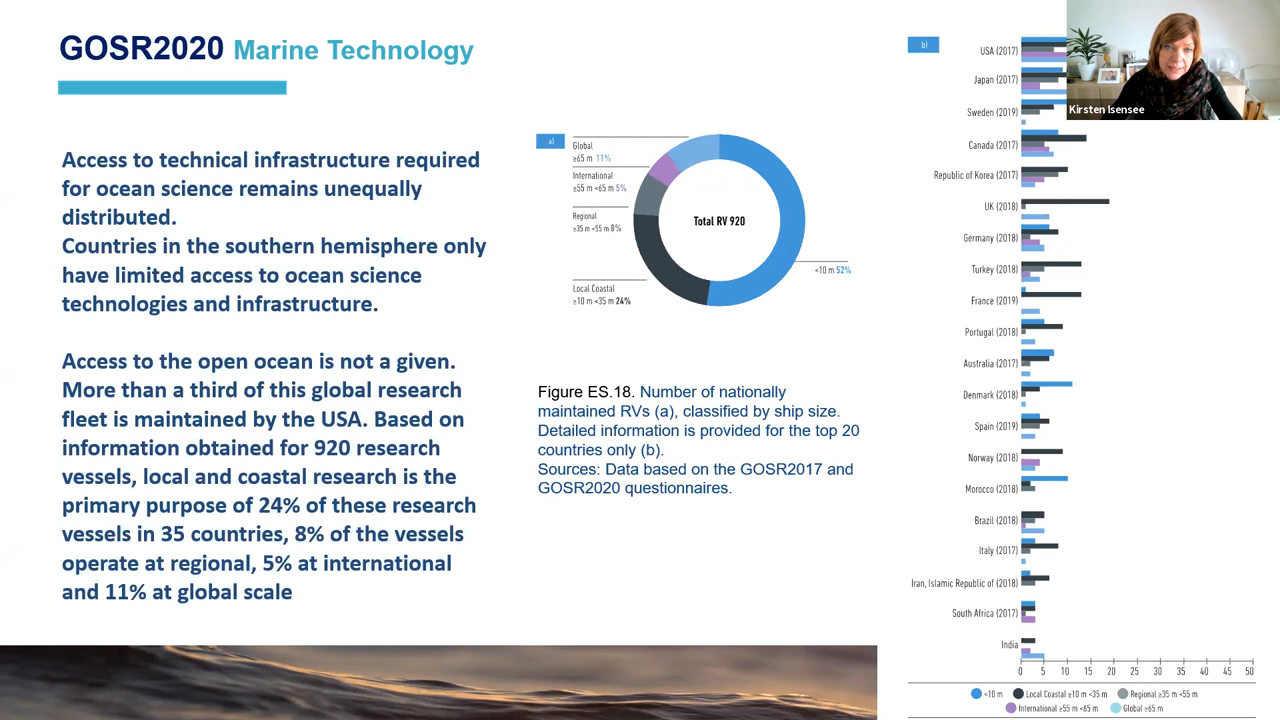 GOSR2020 Marine Technology
Access to technical infrastructure required
for ocean science remains unequally
distributed.
Countries in the southern hemisphere only
have limited access to ocean science
technologies and infrastructure.
Access to the open ocean is not a given.
More than a third of this global research
fleet is maintained by the USA. Based on
information obtained for 920 research
vessels, local and coastal research is the
primary purpose of 24% of these research
vessels in 35 countries, 8% of the vessels
operate at regional, 5% at international
and 11% at global scale
a)
Global
≥65 m 11%
International
≥55 m <65 m 5%
Regional
≥35 m <55 m 8%
Local Coastal
≥10 m <35 m 24%
Total RV 920
<10 m 52%
Figure ES.18. Number of nationally
maintained RVs (a), classified by ship size.
Detailed information is provided for the top 20
countries only (b).
Sources: Data based on the GOSR2017 and
GOSR2020 questionnaires.
b)
USA (2017)
Japan (2017)
Sweden (2019)
Canada (2017)
Republic of Korea (2017)
UK (2018)
Germany (2018)
Turkey (2018)
France (2019)
Portugal (2018)
Australia (2017)
Denmark (2018)
Spain (2019)
Norway (2018)
Morocco (2018)
Brazil (2018)
Italy (2017)
Iran, Islamic Republic of (2018)
South Africa (2017)
India
0 5 10 15 20 25 30 35 40 45 50
<10 m Local Coastal ≥10 m <35 m Regional ≥35 m <55 m
International ≥55 m <65 m Global ≥65 m
Kirsten Isensee